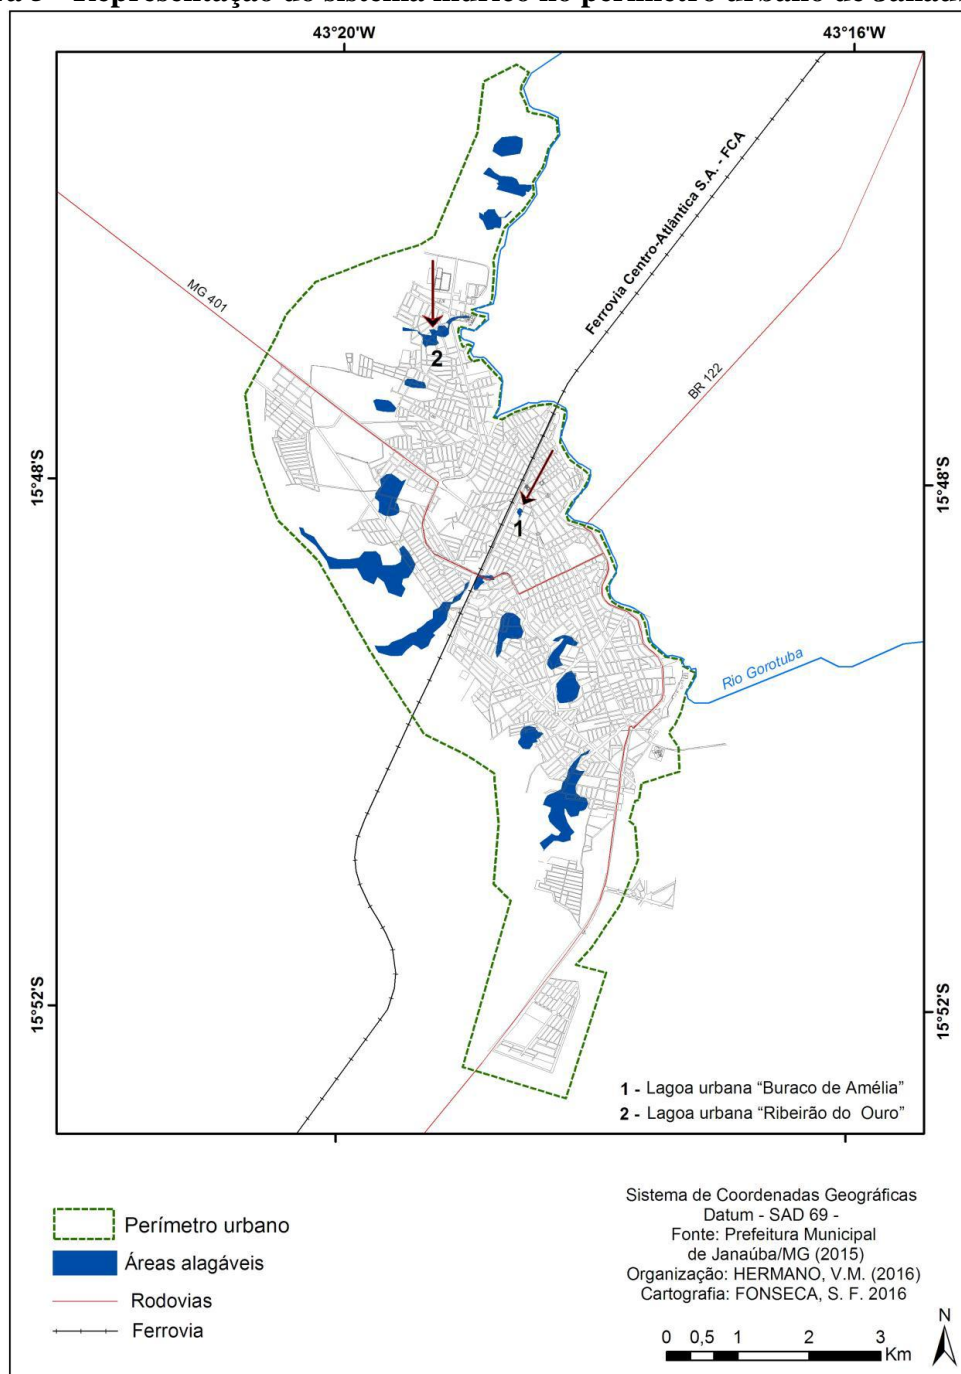 Representação do sistema hídrico no perímetro urbano de
43°20'W
43°16'W
Ferrovia Centro-Atlântica S.A. - FCA
MG 401
2
BR 122
15°48'S
15°48'S
1
Rio Gorotuba
15°52'S
15°52'S
1 - Lagoa urbana “Buraco de Amélia”
2 - Lagoa urbana “Ribeirão do Ouro”
Perímetro urbano
Áreas alagáveis
Rodovias
Ferrovia
Sistema de Coordenadas Geográficas
Datum - SAD 69 -
Fonte: Prefeitura Municipal
de Janaúba/MG (2015)
Organização: HERMANO, V.M. (2016)
Cartografia: FONSECA, S. F. 2016
N
0 0,5 1 2 3
Km